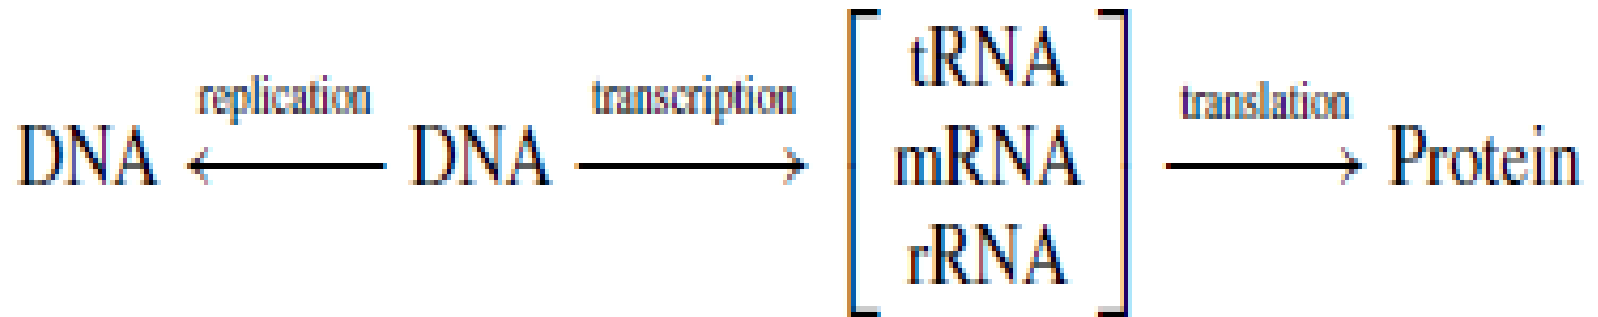 tRNA
replication transcription translation
DNA ← DNA → mRNA → Protein
rRNA